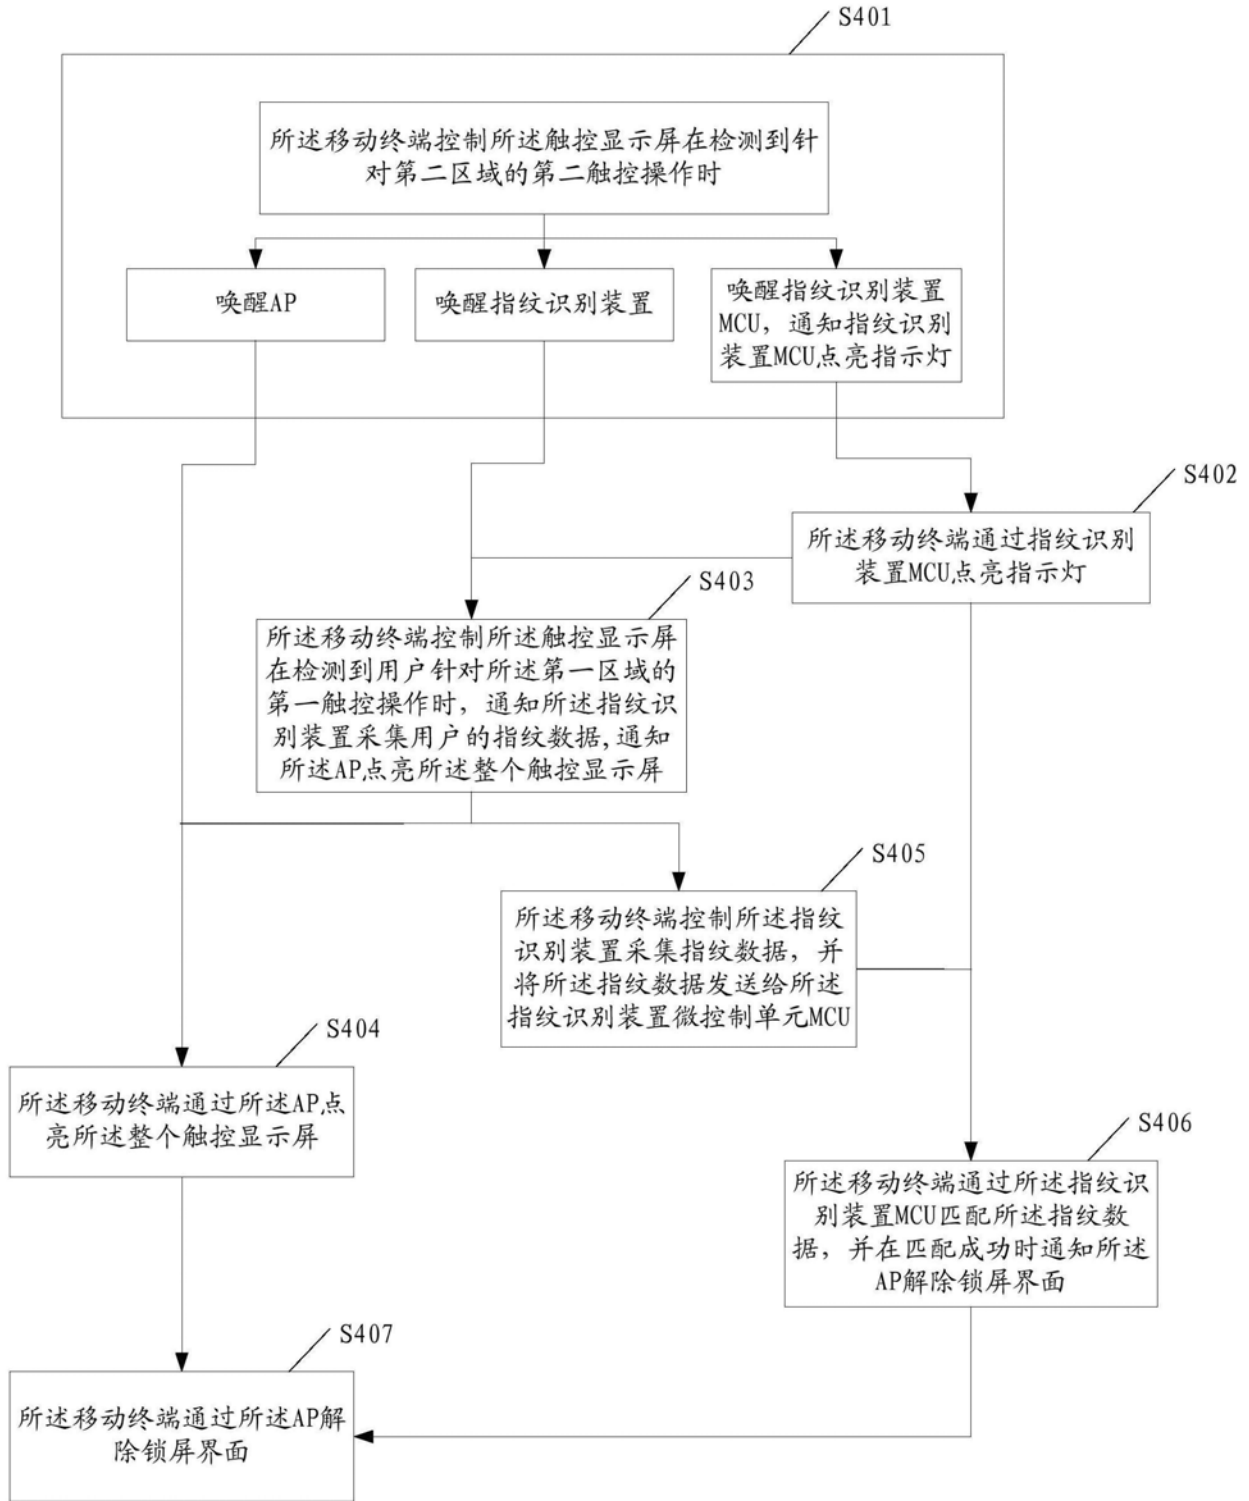 S401
所述移动终端控制所述触控显示屏在检测到针
对第二区域的第二触控操作时
唤醒AP
唤醒指纹识别装置
唤醒指纹识别装置
MCU，通知指纹识别
装置MCU点亮指示灯
S402
所述移动终端通过指纹识别
装置MCU点亮指示灯
S403
所述移动终端控制所述触控显示屏
在检测到用户针对所述第一区域的
第一触控操作时，通知所述指纹识
别装置采集用户的指纹数据,通知
所述AP点亮所述整个触控显示屏
S405
所述移动终端控制所述指纹
识别装置采集指纹数据，并
将所述指纹数据发送给所述
指纹识别装置微控制单元MCU
S404
所述移动终端通过所述AP点
亮所述整个触控显示屏
S406
所述移动终端通过所述指纹识
别装置MCU匹配所述指纹数
据，并在匹配成功时通知所述
AP解除锁屏界面
S407
所述移动终端通过所述AP解
除锁屏界面